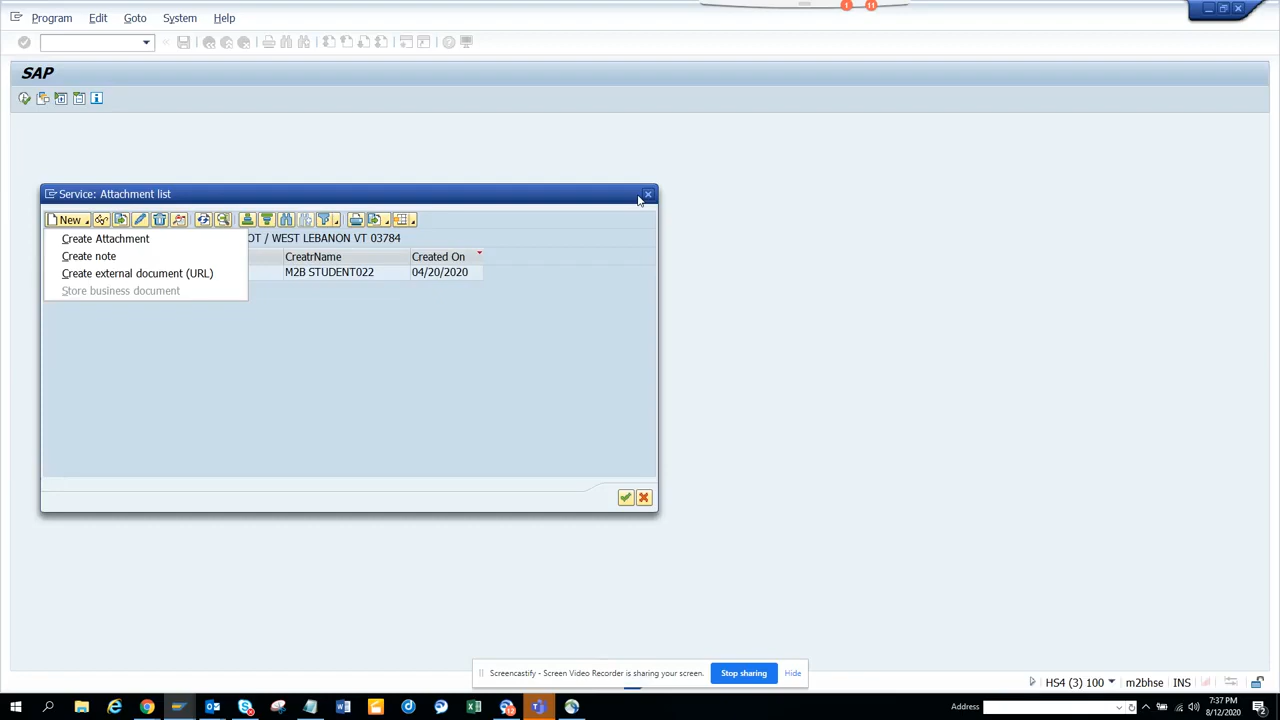 Program Edit Goto System Help
1 11
SAP
Service: Attachment list
New
Create Attachment
OT / WEST LEBANON VT 03784
Create note
CreatrName Created On
Create external document (URL)
M2B STUDENT022 04/20/2020
Store business document
Screencastify - Screen Video Recorder is sharing your screen. Stop sharing Hide
HS4 (3) 100 m2bhse INS
Address
7:37 PM
8/12/2020